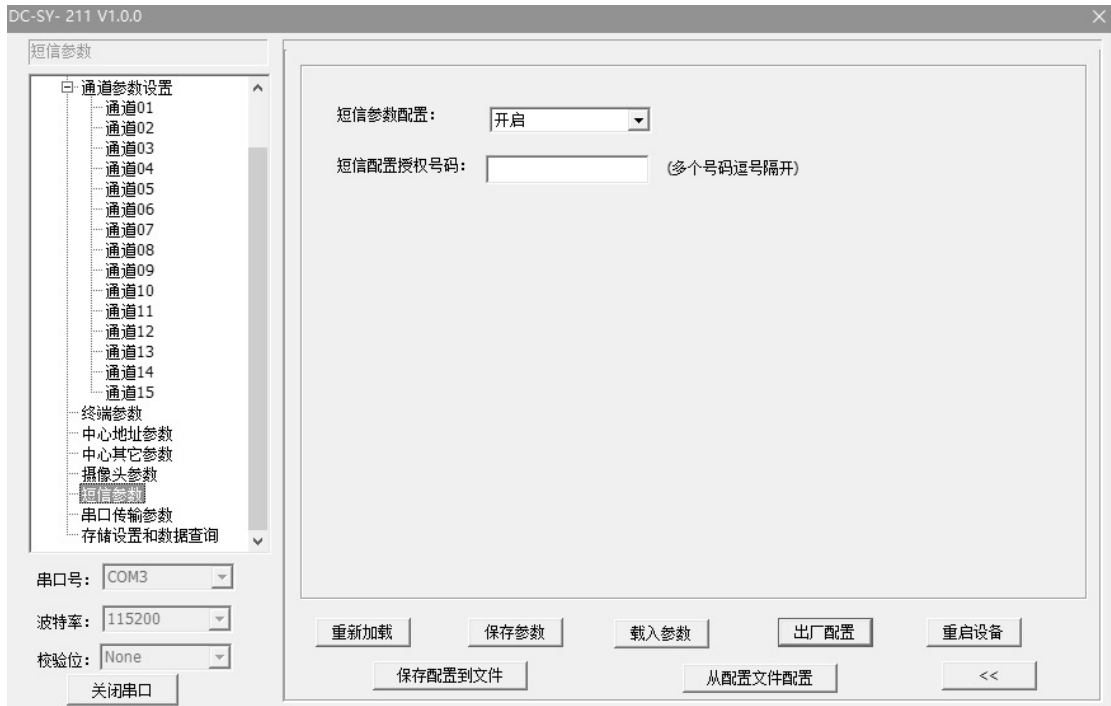 DC-SY- 211 V1.0.0
短信参数
通道参数设置
通道01
通道02
通道03
通道04
通道05
通道06
通道07
通道08
通道09
通道10
通道11
通道12
通道13
通道14
通道15
终端参数
中心地址参数
中心其它参数
摄像头参数
短信参数
串口传输参数
存储设置和数据查询
串口号： COM3
波特率： 115200
校验位： None
关闭串口
短信参数配置： 开启
短信配置授权号码： (多个号码逗号隔开)
重新加载 保存参数 载入参数 出厂配置 重启设备
保存配置到文件 从配置文件配置 <<